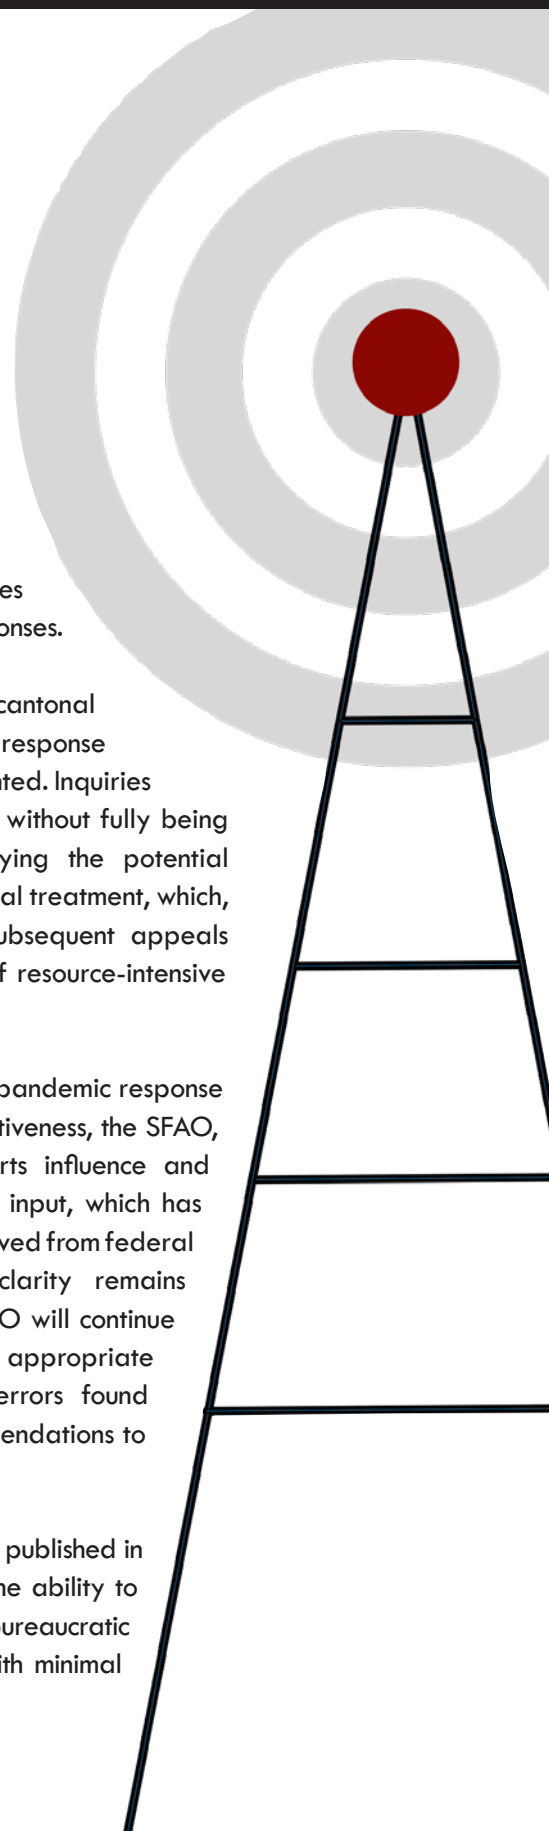 es
onses.
cantonal
response
ted. Inquiries
without fully being
ying the potential
al treatment, which,
ubsequent appeals
f resource-intensive
pandemic response
tiveness, the SFAO,
rts influence and
input, which has
ved from federal
clarity remains
O will continue
appropriate
errors found
endations to
published in
ne ability to
ureaucratic
ith minimal